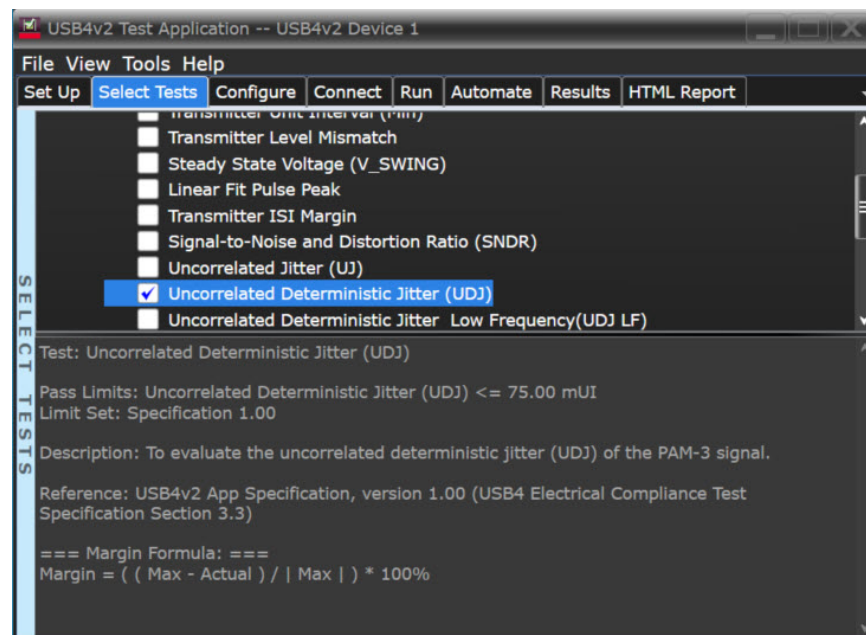 USB4v2 Test Application -- USB4v2 Device 1
File View Tools Help
Set Up Select Tests Configure Connect Run Automate Results HTML Report
Transmitter Unit Interval (Min)
Transmitter Level Mismatch
Steady State Voltage (V_SWING)
Linear Fit Pulse Peak
Transmitter ISI Margin
Signal-to-Noise and Distortion Ratio (SNDR)
Uncorrelated Jitter (UJ)
Uncorrelated Deterministic Jitter (UDJ)
Uncorrelated Deterministic Jitter Low Frequency(UDJ LF)
SELECT TESTS
Test: Uncorrelated Deterministic Jitter (UDJ)
Pass Limits: Uncorrelated Deterministic Jitter (UDJ) <= 75.00 mUI
Limit Set: Specification 1.00
Description: To evaluate the uncorrelated deterministic jitter (UDJ) of the PAM-3 signal.
Reference: USB4v2 App Specification, version 1.00 (USB4 Electrical Compliance Test
Specification Section 3.3)
=== Margin Formula: ===
Margin = ( ( Max - Actual ) / | Max | ) * 100%